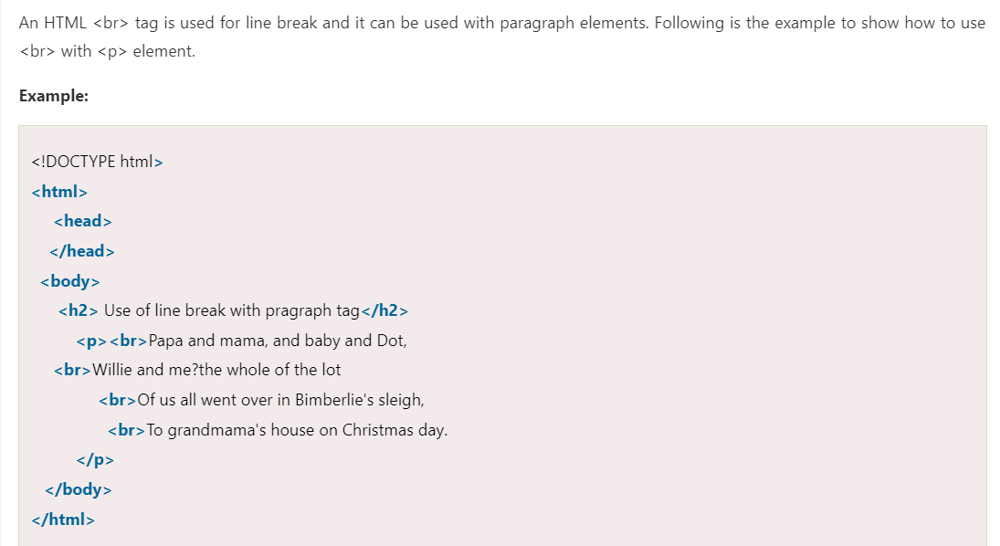 An HTML <br> tag is used for line break and it can be used with paragraph elements. Following is the example to show how to use
<br> with <p> element.
Example:
<!DOCTYPE html>
<html>
<head>
</head>
<body>
<h2> Use of line break with pragraph tag</h2>
<p><br>Papa and mama, and baby and Dot,
<br>Willie and me?the whole of the lot
<br>Of us all went over in Bimberlie's sleigh,
<br>To grandmama's house on Christmas day.
</p>
</body>
</html>